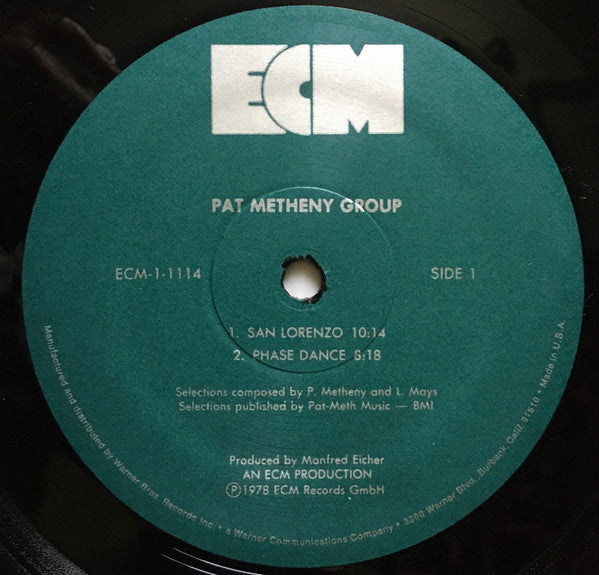 ECM
PAT METHENY GROUP
ECM-1-1114
SIDE 1
1. SAN LORENZO 10:14
2. PHASE DANCE 8:18
Selections composed by P. Metheny and L. Mays
Selections published by Pat-Meth Music — BMI
Produced by Manfred Eicher
AN ECM PRODUCTION
Ⓟ1978 ECM Records GmbH
Manufactured and distributed by Warner Bros. Records Inc. • a Warner Communications Company • 3300 Warner Blvd., Burbank, Calif. 91510 • Made in U.S.A.